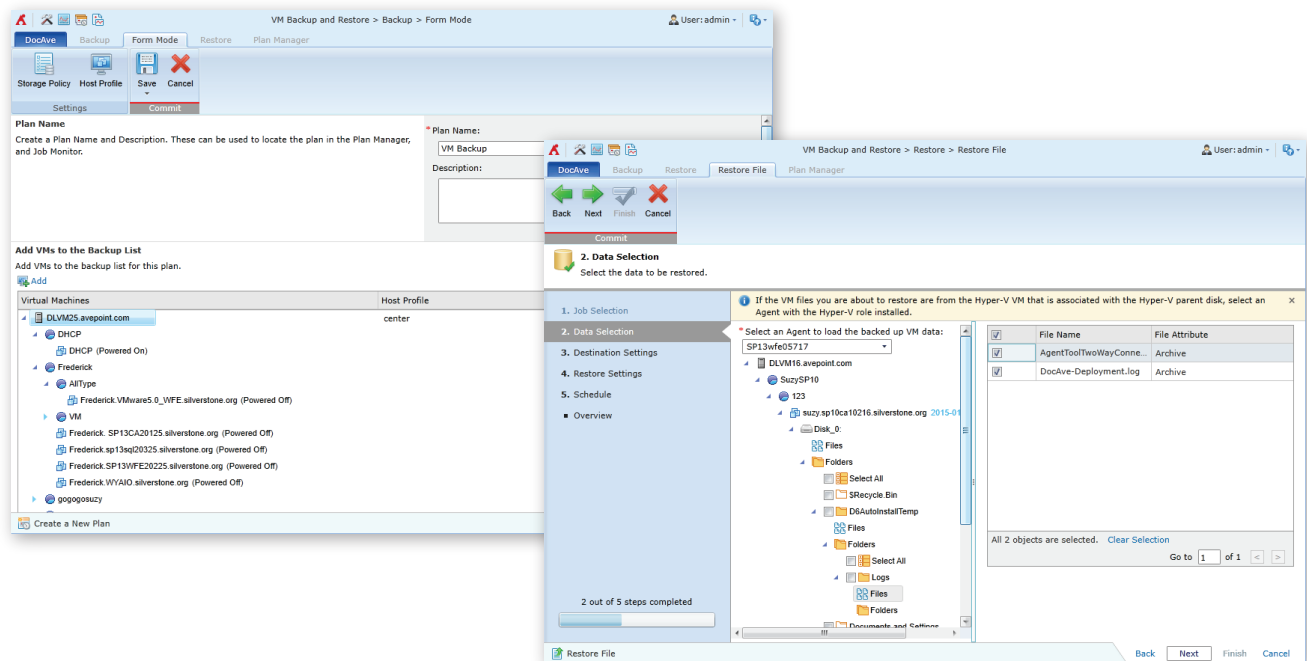 VM Backup and Restore > Backup > Form Mode
User: admin
DocAve Backup Form Mode Restore Plan Manager
Storage Policy Host Profile Save Cancel
Settings Commit
Plan Name
Create a Plan Name and Description. These can be used to locate the plan in the Plan Manager,
and Job Monitor.
* Plan Name:
VM Backup
Description:
Add VMs to the Backup List
Add VMs to the backup list for this plan.
Add
Virtual Machines Host Profile
DLVM25.avepoint.com center
DHCP
DHCP (Powered On)
Frederick
AllType
Frederick.VMware5.0_WFE.silverstone.org (Powered Off)
VM
Frederick. SP13CA20125.silverstone.org (Powered Off)
Frederick.sp13sql20325.silverstone.org (Powered Off)
Frederick.SP13WFE20225.silverstone.org (Powered Off)
Frederick.WYAIO.silverstone.org (Powered Off)
gogogosuzy
Create a New Plan
VM Backup and Restore > Restore > Restore File
User: admin
DocAve Backup Restore Restore File Plan Manager
Back Next Finish Cancel
Commit
2. Data Selection
Select the data to be restored.
1. Job Selection
2. Data Selection
3. Destination Settings
4. Restore Settings
5. Schedule
Overview
2 out of 5 steps completed
If the VM files you are about to restore are from the Hyper-V VM that is associated with the Hyper-V parent disk, select an
Agent with the Hyper-V role installed.
* Select an Agent to load the backed up VM data:
SP13wfe05717
DLVM16.avepoint.com
SuzySP10
123
suzy.sp10ca10216.silverstone.org 2015-01
Disk_0:
Files
Folders
Select All
$Recycle.Bin
D6AutoInstallTemp
Files
Folders
Select All
Logs
Files
Folders
Documents and Settings
File Name File Attribute
AgentToolTwoWayConne... Archive
DocAve-Deployment.log Archive
All 2 objects are selected. Clear Selection
Go to 1 of 1 < >
Restore File
Back Next Finish Cancel